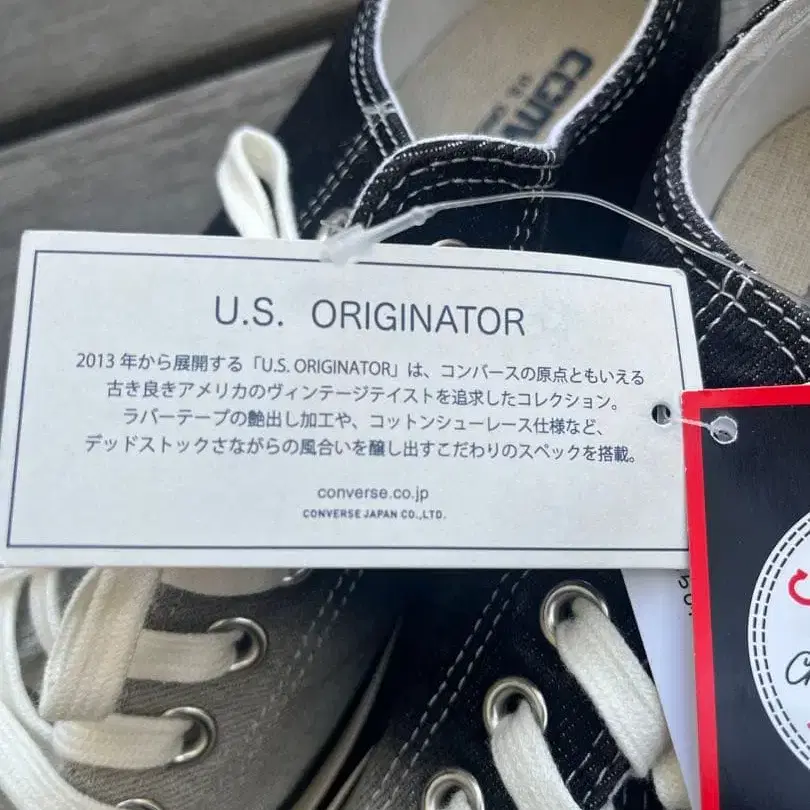 CONV
U.S.
U.S. ORIGINATOR
2013年から展開する「U.S. ORIGINATOR」は、コンバースの原点ともいえる
古き良きアメリカのヴィンテージテイストを追求したコレクション。
ラバーテープの艶出し加工や、コットンシューレース仕様など、
デッドストックさながらの風合いを醸し出すこだわりのスペックを搭載。
converse.co.jp
CONVERSE JAPAN CO.,LTD.